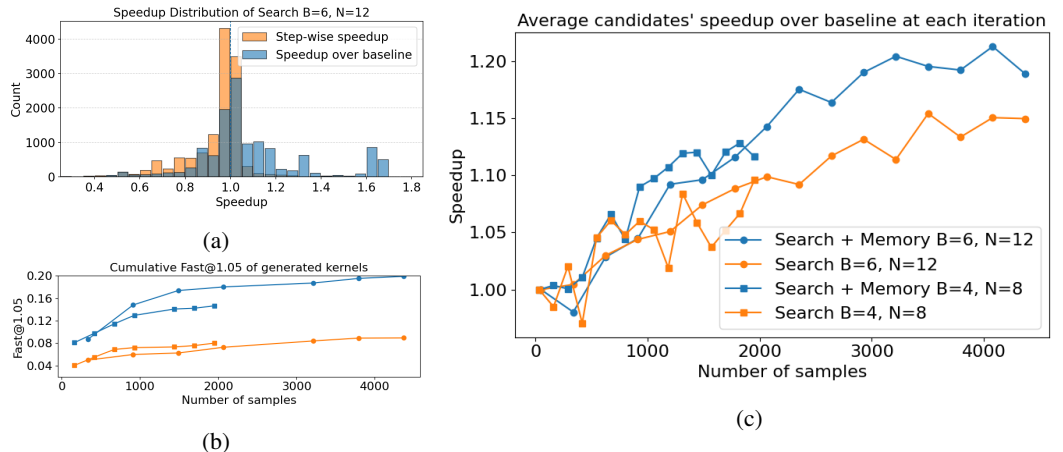 Speedup Distribution of Search B=6, N=12
Count
4000
3000
2000
1000
0
Step-wise speedup
Speedup over baseline
0.4 0.6 0.8 1.0 1.2 1.4 1.6 1.8
Speedup
(a)
Cumulative Fast@1.05 of generated kernels
Fast@1.05
0.20
0.16
0.12
0.08
0.04
0 1000 2000 3000 4000
Number of samples
(b)
Average candidates' speedup over baseline at each iteration
Speedup
1.20
1.15
1.10
1.05
1.00
Search + Memory B=6, N=12
Search B=6, N=12
Search + Memory B=4, N=8
Search B=4, N=8
0 1000 2000 3000 4000
Number of samples
(c)